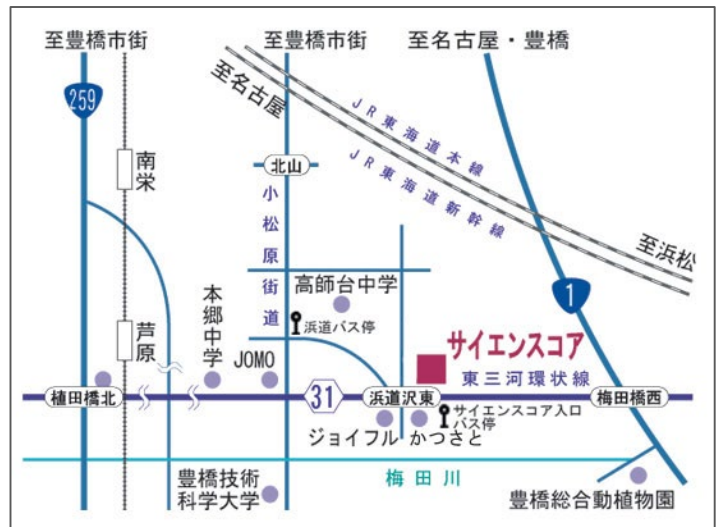 至豊橋市街
至豊橋市街
至名古屋・豊橋
259
至名古屋
JR東海道本線
JR東海道新幹線
南栄
北山
小松原街道
至浜松
高師台中学
1
本郷中学
浜道バス停
芦原
JOMO
サイエンスコア
東三河環状線
植田橋北
31
浜道沢東
梅田橋西
サイエンスコア入口
バス停
ジョイフル
かつさと
豊橋技術
科学大学
梅田川
豊橋総合動植物園